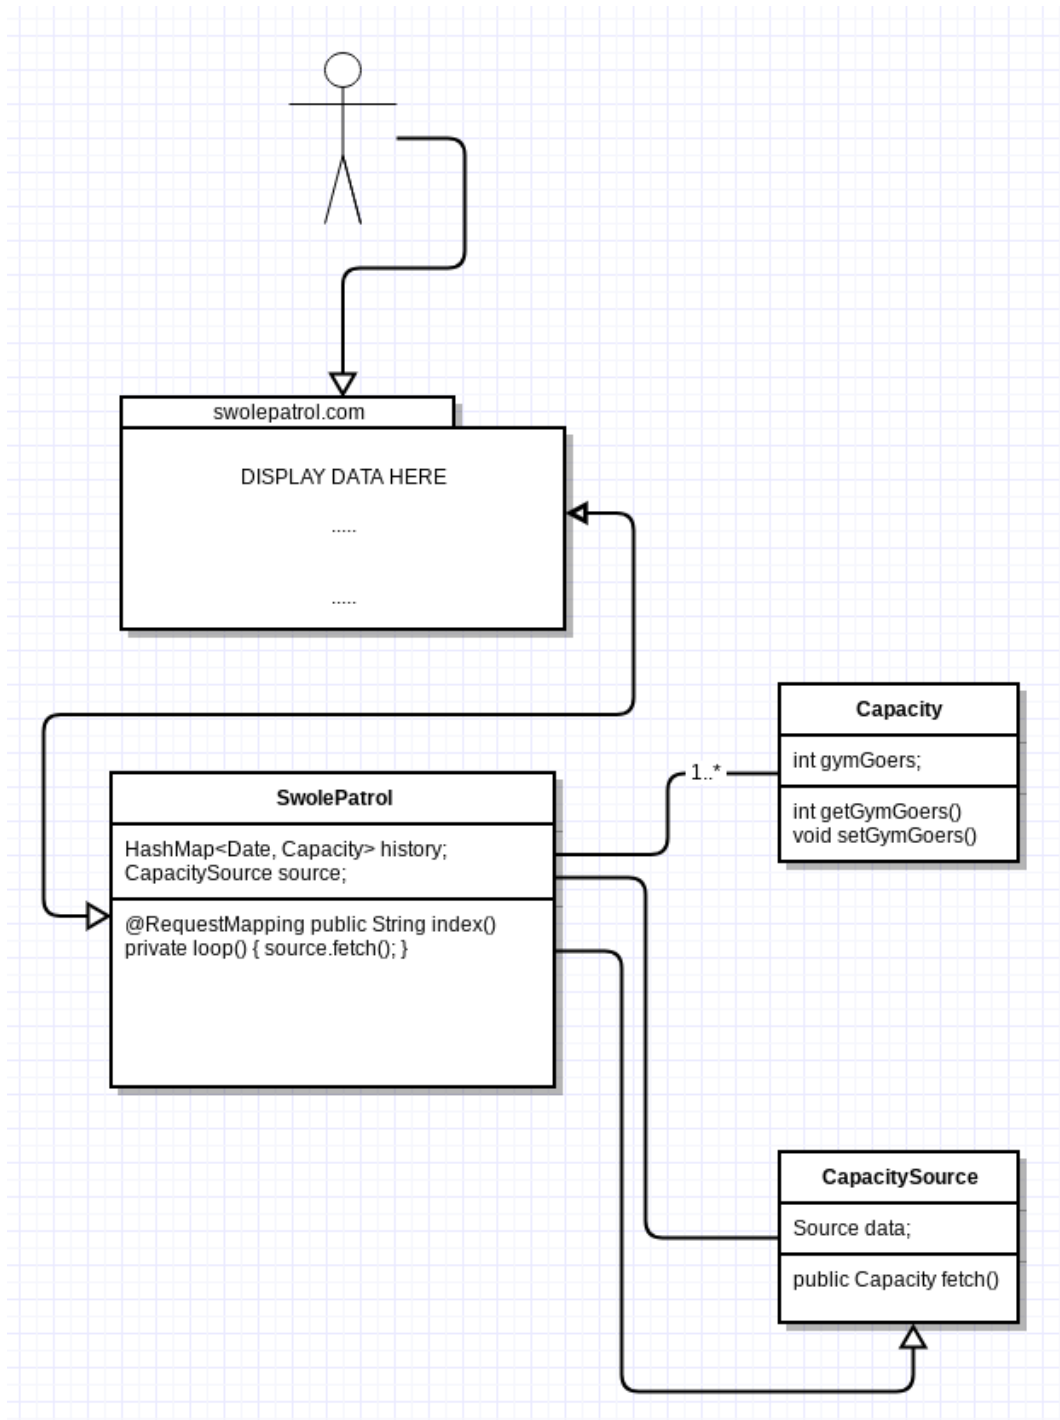 swolepatrol.com
DISPLAY DATA HERE
.....
.....
Capacity
int gymGoers;
int getGymGoers()
void setGymGoers()
1..*
SwolePatrol
HashMap<Date, Capacity> history;
CapacitySource source;
@RequestMapping public String index()
private loop() { source.fetch(); }
CapacitySource
Source data;
public Capacity fetch()